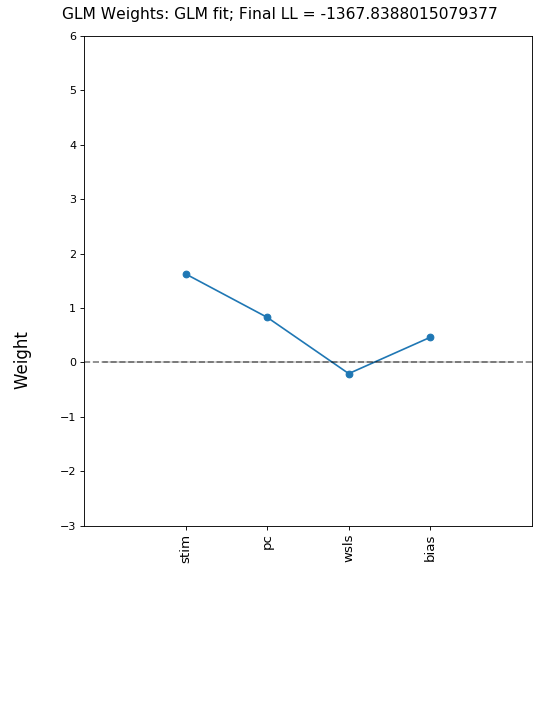 GLM Weights: GLM fit; Final LL = -1367.8388015079377
6
5
4
3
2
1
0
−1
−2
−3
Weight
stim
pc
wsls
bias